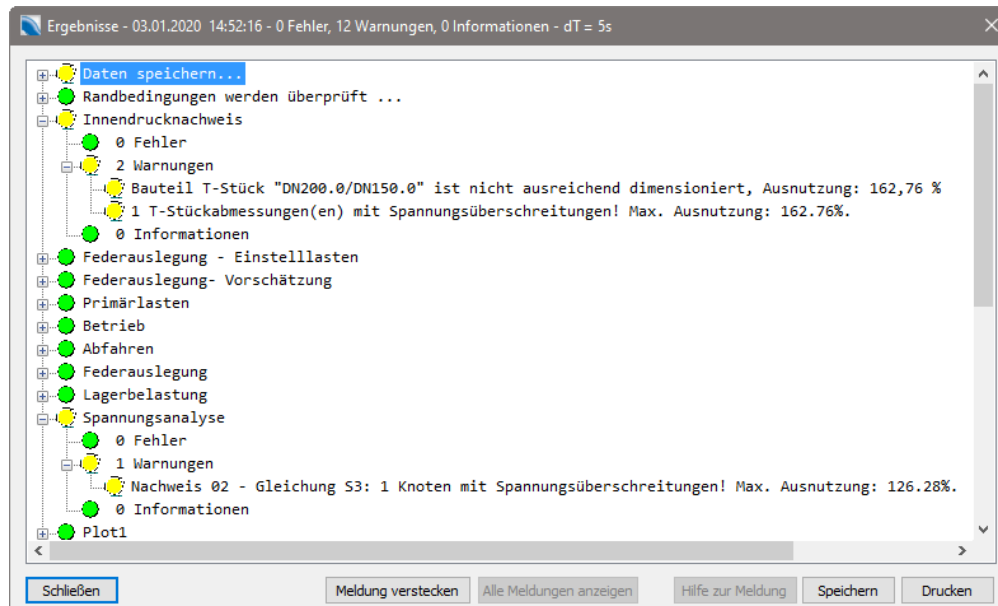 Ergebnisse - 03.01.2020  14:52:16 - 0 Fehler, 12 Warnungen, 0 Informationen - dT = 5s
Daten speichern...
Randbedingungen werden überprüft ...
Innendrucknachweis
0 Fehler
2 Warnungen
Bauteil T-Stück "DN200.0/DN150.0" ist nicht ausreichend dimensioniert, Ausnutzung: 162,76 %
1 T-Stückabmessungen(en) mit Spannungsüberschreitungen! Max. Ausnutzung: 162.76%.
0 Informationen
Federauslegung - Einstelllasten
Federauslegung- Vorschätzung
Primärlasten
Betrieb
Abfahren
Federauslegung
Lagerbelastung
Spannungsanalyse
0 Fehler
1 Warnungen
Nachweis 02 - Gleichung S3: 1 Knoten mit Spannungsüberschreitungen! Max. Ausnutzung: 126.28%.
0 Informationen
Plot1
Schließen Meldung verstecken Alle Meldungen anzeigen Hilfe zur Meldung Speichern Drucken